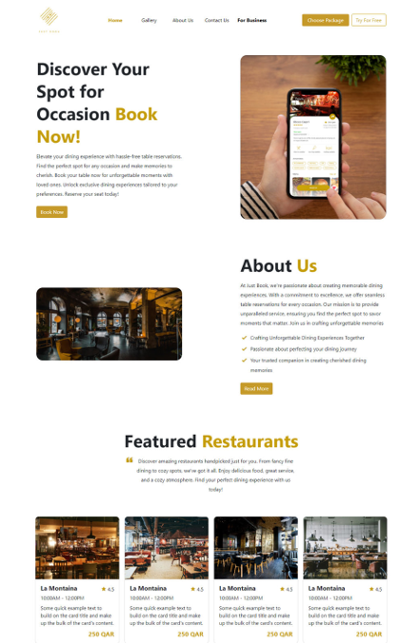 Home Gallery About Us Contact Us For Business Choose Package Try For Free
Discover Your
Spot for
Occasion Book
Now!
Elevate your dining experience with hassle-free table reservations.
Find the perfect spot for any occasion and make memories to
cherish. Book your table now for unforgettable moments with
loved ones. Unlock exclusive dining experiences tailored to your
preferences. Reserve your seat today!
Book Now
About Us
At Just Book, we're passionate about creating memorable dining
experiences. With a commitment to excellence, we offer seamless
table reservations for every occasion. Our mission is to provide
unparalleled service, ensuring you find the perfect spot to savor
moments that matter. Join us in crafting unforgettable memories
Crafting Unforgettable Dining Experiences Together
Passionate about perfecting your dining journey
Your trusted companion in creating cherished dining
memories
Read More
Featured Restaurants
Discover amazing restaurants handpicked just for you. From fancy fine
dining to cozy spots, we've got it all. Enjoy delicious food, great service,
and a cozy atmosphere. Find your perfect dining experience with us
today!
La Montaina 4.5
10:00AM - 12:00PM
Some quick example text to
build on the card title and make
up the bulk of the card's content.
250 QAR
La Montaina 4.5
10:00AM - 12:00PM
Some quick example text to
build on the card title and make
up the bulk of the card's content.
250 QAR
La Montaina 4.5
10:00AM - 12:00PM
Some quick example text to
build on the card title and make
up the bulk of the card's content.
250 QAR
La Montaina 4.5
10:00AM - 12:00PM
Some quick example text to
build on the card title and make
up the bulk of the card's content.
250 QAR